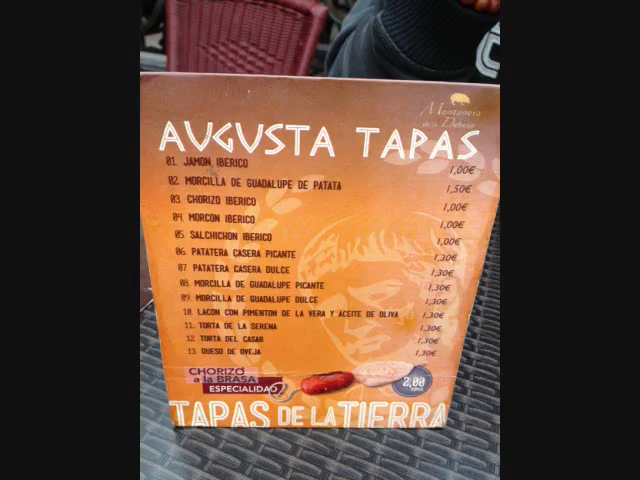 Montanera
de la Dehesa
AUGUSTA TAPAS
01. JAMON IBERICO 1,00€
02. MORCILLA DE GUADALUPE DE PATATA 1,50€
03. CHORIZO IBERICO 1,00€
04. MORCON IBERICO 1,00€
05. SALCHICHON IBERICO 1,00€
06. PATATERA CASERA PICANTE 1,30€
07. PATATERA CASERA DULCE 1,30€
08. MORCILLA DE GUADALUPE PICANTE 1,30€
09. MORCILLA DE GUADALUPE DULCE 1,30€
10. LACON CON PIMENTON DE LA VERA Y ACEITE DE OLIVA 1,30€
11. TORTA DE LA SERENA 1,30€
12. TORTA DEL CASAR 1,30€
13. QUESO DE OVEJA 1,30€
CHORIZO
a la BRASA
ESPECIALIDAD
2,00
TAPAS DE LA TIERRA